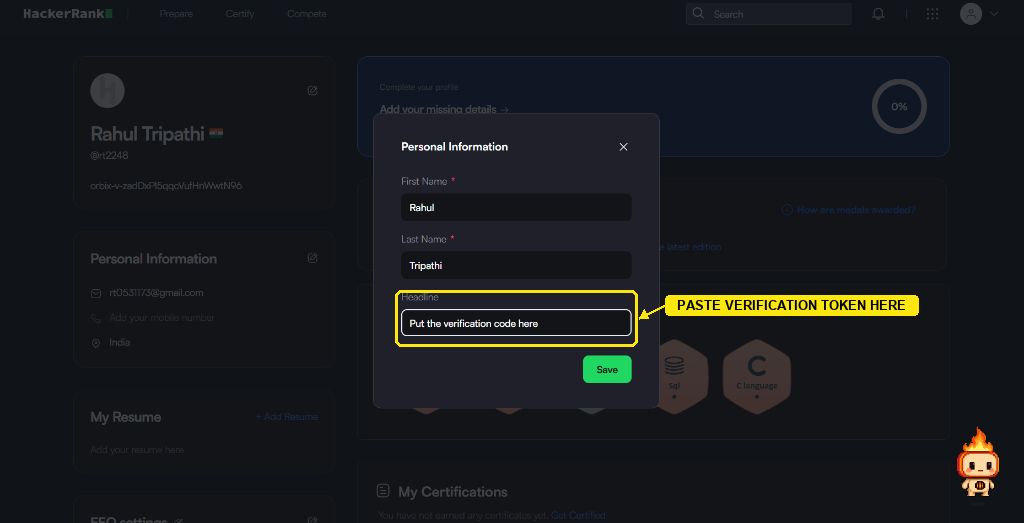 HackerRank
Prepare
Certify
Compete
Search
Rahul Tripathi
@rt2248
orbix-v-zadDxPl5qqcVufHnWwtN96
Personal Information
rt0531173@gmail.com
Add your mobile number
India
My Resume
+ Add Resume
Add your resume here
EEO settings
Complete your profile
Add your missing details →
0%
How are medals awarded?
latest edition
Personal Information
First Name *
Rahul
Last Name *
Tripathi
Headline
Put the verification code here
Save
PASTE VERIFICATION TOKEN HERE
Sql
C language
My Certifications
You have not earned any certificates yet. Get Certified